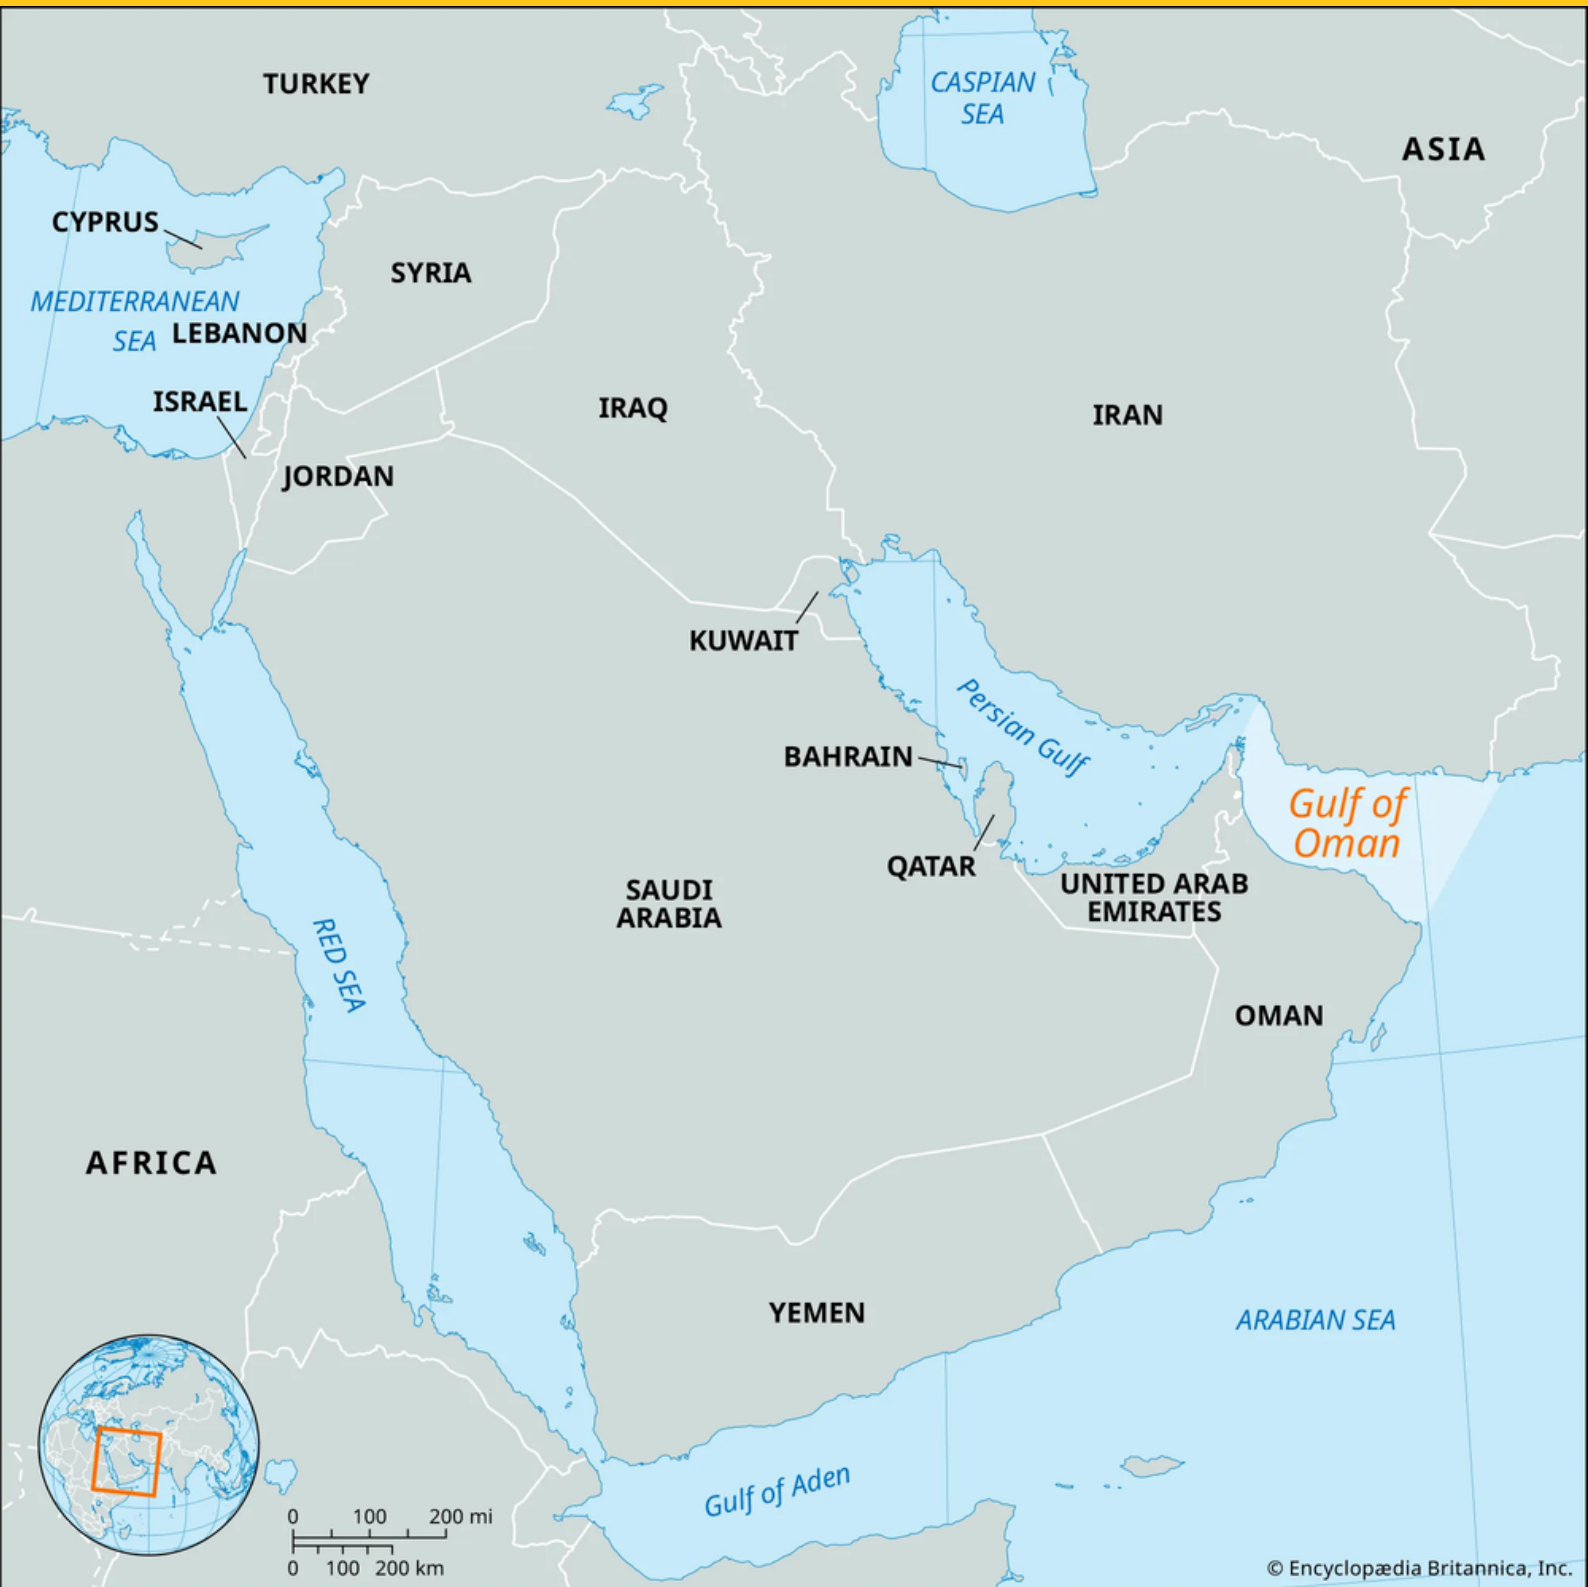 TURKEY
CASPIAN
SEA
ASIA
CYPRUS
SYRIA
MEDITERRANEAN
SEA
LEBANON
ISRAEL
IRAQ
IRAN
JORDAN
KUWAIT
Persian Gulf
BAHRAIN
Gulf of
Oman
QATAR
SAUDI
ARABIA
UNITED ARAB
EMIRATES
RED SEA
OMAN
AFRICA
YEMEN
ARABIAN SEA
Gulf of Aden
0 100 200 mi
0 100 200 km
© Encyclopædia Britannica, Inc.